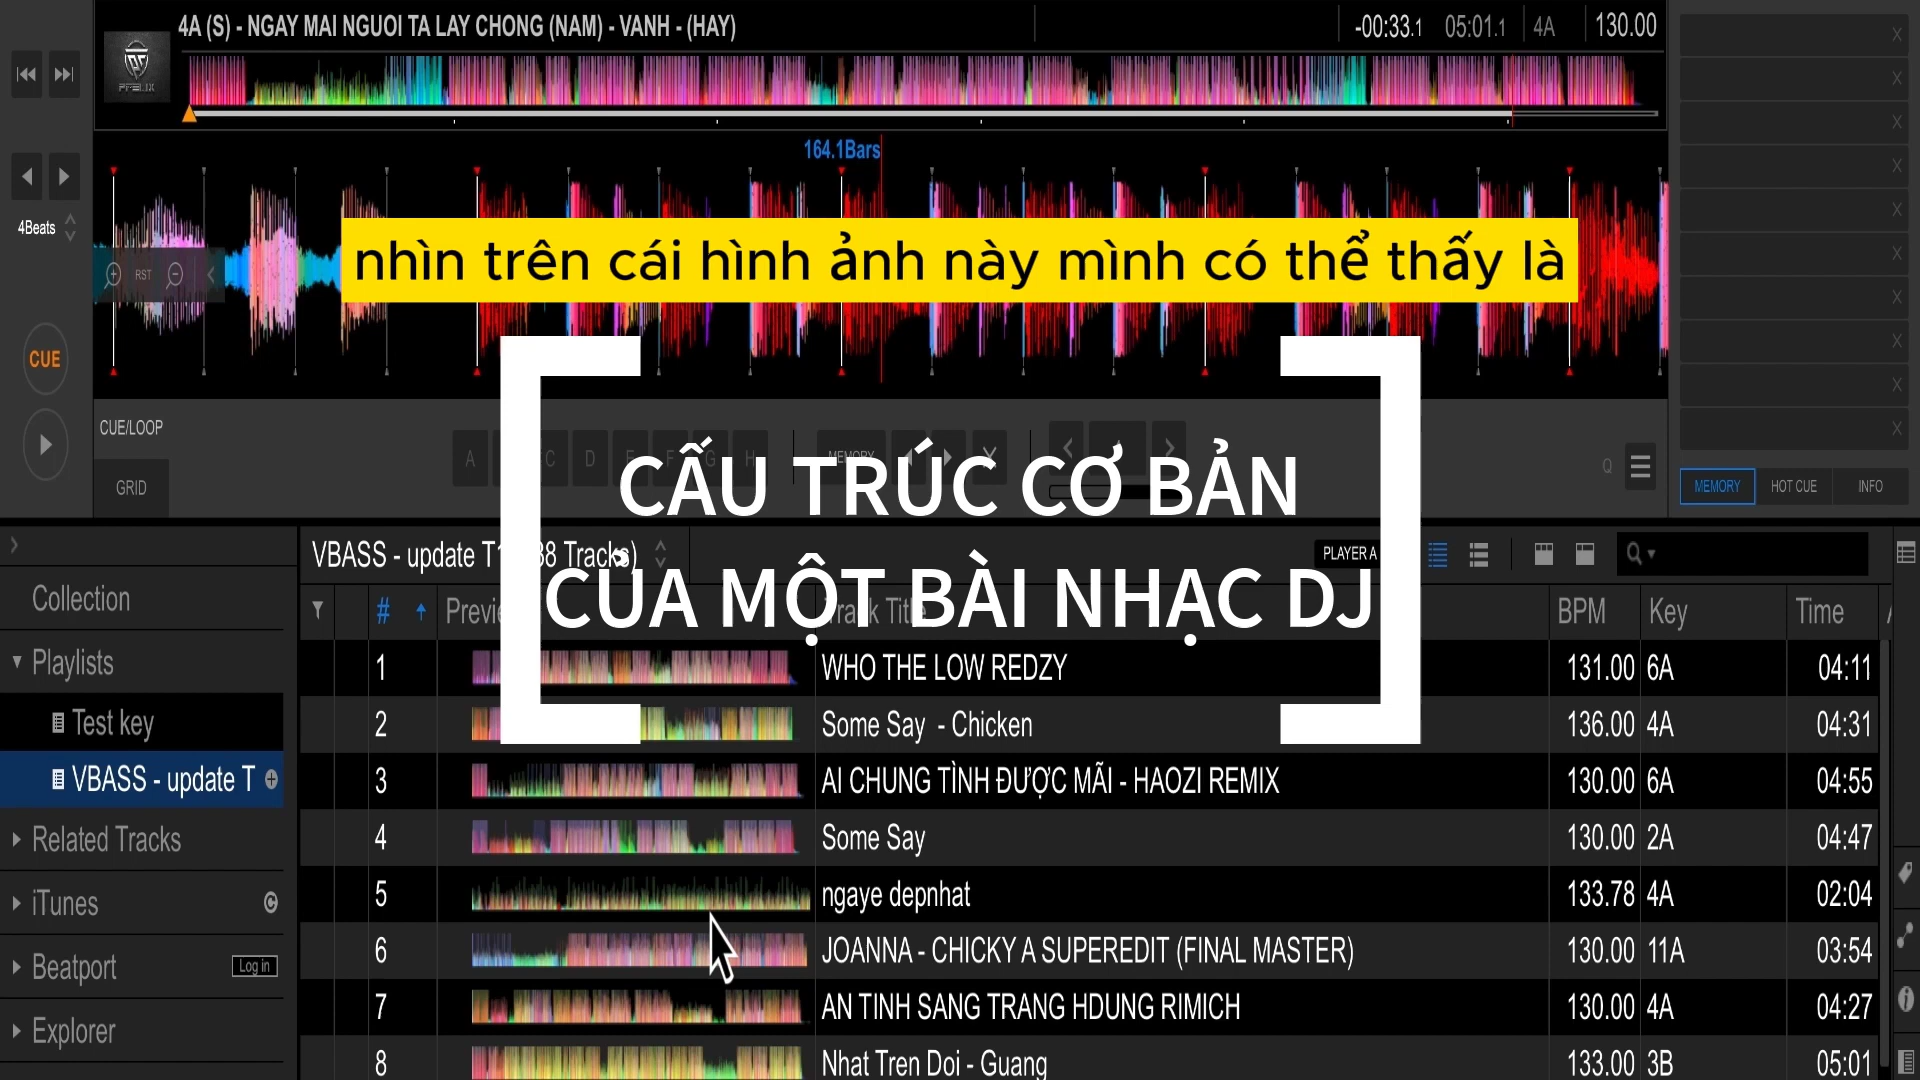 4A (S) - NGAY MAI NGUOI TA LAY CHONG (NAM) - VANH - (HAY)
-00:33.1 05:01.1 4A 130.00
164.1Bars
4Beats
RST
nhìn trên cái hình ảnh này mình có thể thấy là
CUE
CUE/LOOP
GRID
A C D E F G H
MEMORY
Q
MEMORY HOT CUE INFO
CẤU TRÚC CƠ BẢN
CỦA MỘT BÀI NHẠC DJ
VBASS - update T Tracks)
PLAYER A
Collection
Playlists
Test key
VBASS - update T
Related Tracks
iTunes
Beatport Log in
Explorer
# Track Title BPM Key Time
1 WHO THE LOW REDZY 131.00 6A 04:11
2 Some Say - Chicken 136.00 4A 04:31
3 AI CHUNG TÌNH ĐƯỢC MÃI - HAOZI REMIX 130.00 6A 04:55
4 Some Say 130.00 2A 04:47
5 ngaye depnhat 133.78 4A 02:04
6 JOANNA - CHICKY A SUPEREDIT (FINAL MASTER) 130.00 11A 03:54
7 AN TINH SANG TRANG HDUNG RIMICH 130.00 4A 04:27
8 Nhat Tren Doi - Guang 133.00 3B 05:01